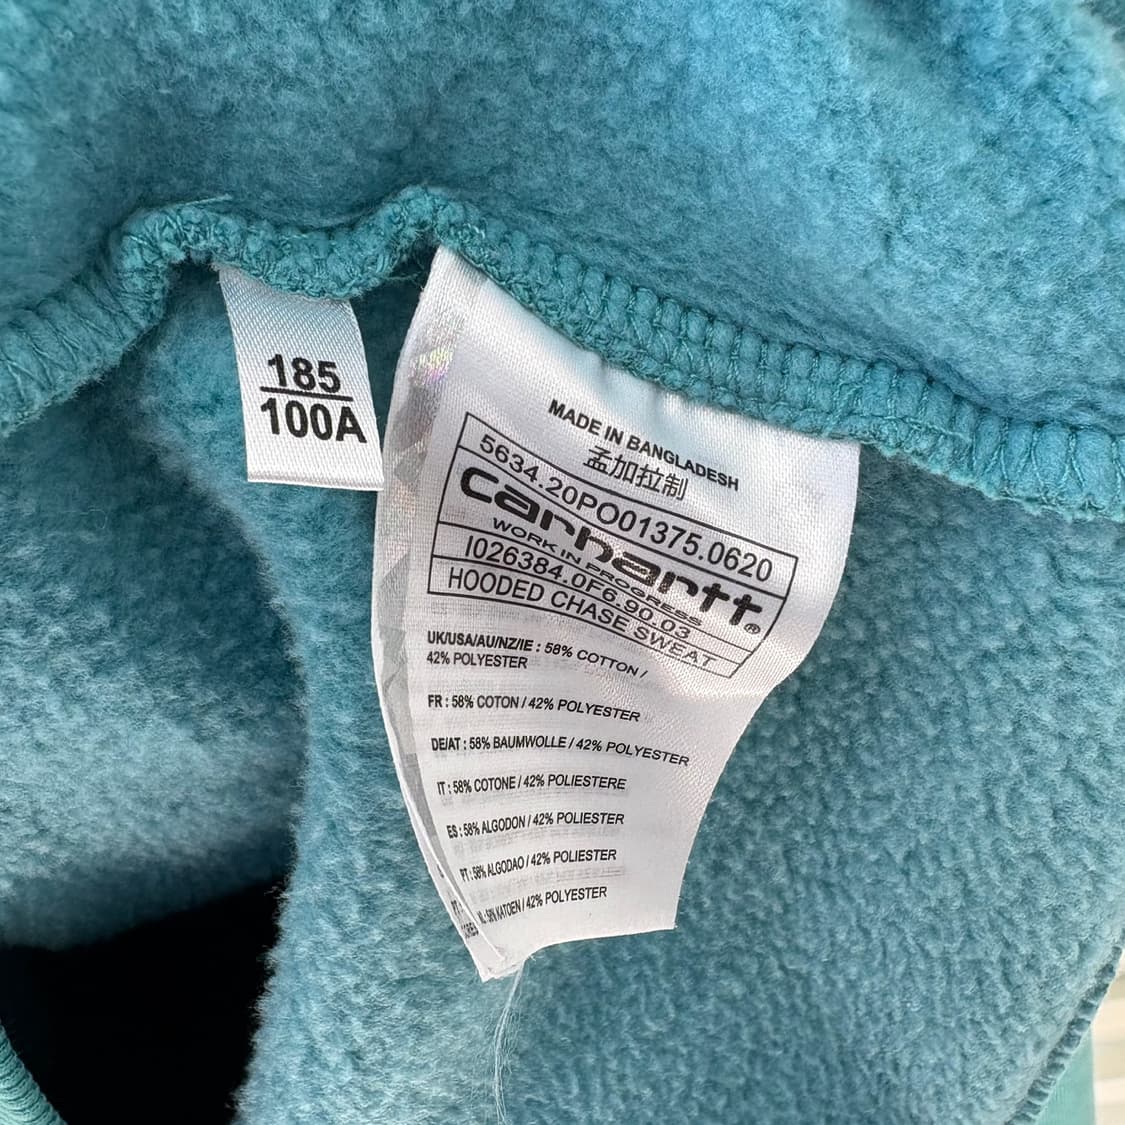 185
100A
MADE IN BANGLADESH
孟加拉制
5634.20PO01375.0620
carhartt®
WORK IN PROGRESS
I026384.0F6.90.03
HOODED CHASE SWEAT
UK/USA/AU/NZ/IE : 58% COTTON /
42% POLYESTER
FR : 58% COTON / 42% POLYESTER
DE/AT : 58% BAUMWOLLE / 42% POLYESTER
IT : 58% COTONE / 42% POLIESTERE
ES : 58% ALGODON / 42% POLIESTER
PT : 58% ALGODAO / 42% POLIESTER
KATOEN / 42% POLYESTER